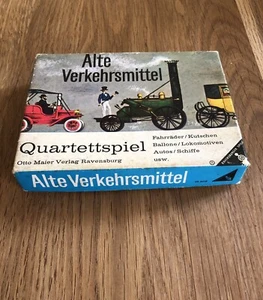 Alte
Verkehrsmittel
Quartettspiel
Otto Maier Verlag Ravensburg
Fahrräder/Kutschen
Ballone/Lokomotiven
Autos/Schiffe
usw.
Alte Verkehrsmittel